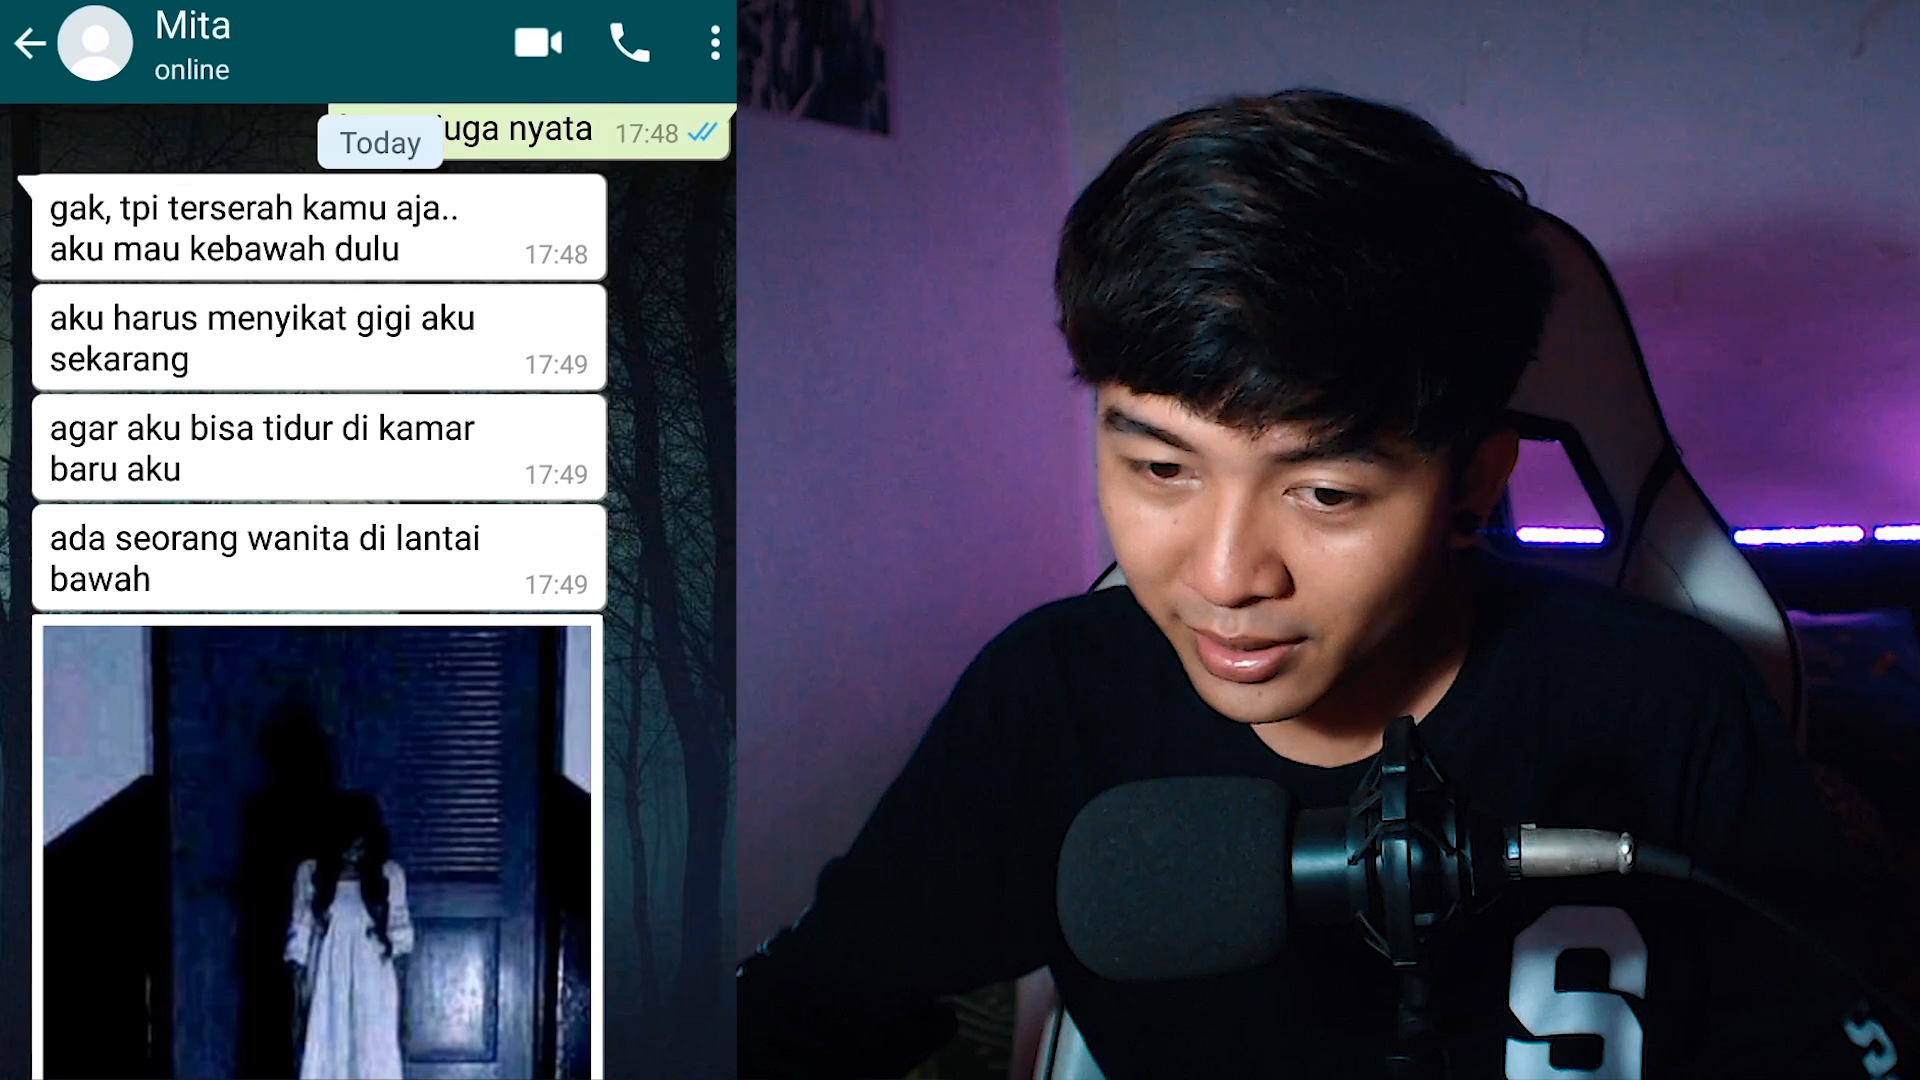 Mita
online
uga nyata 17:48
Today
gak, tpi terserah kamu aja..
aku mau kebawah dulu 17:48
aku harus menyikat gigi aku
sekarang 17:49
agar aku bisa tidur di kamar
baru aku 17:49
ada seorang wanita di lantai
bawah 17:49
S
S